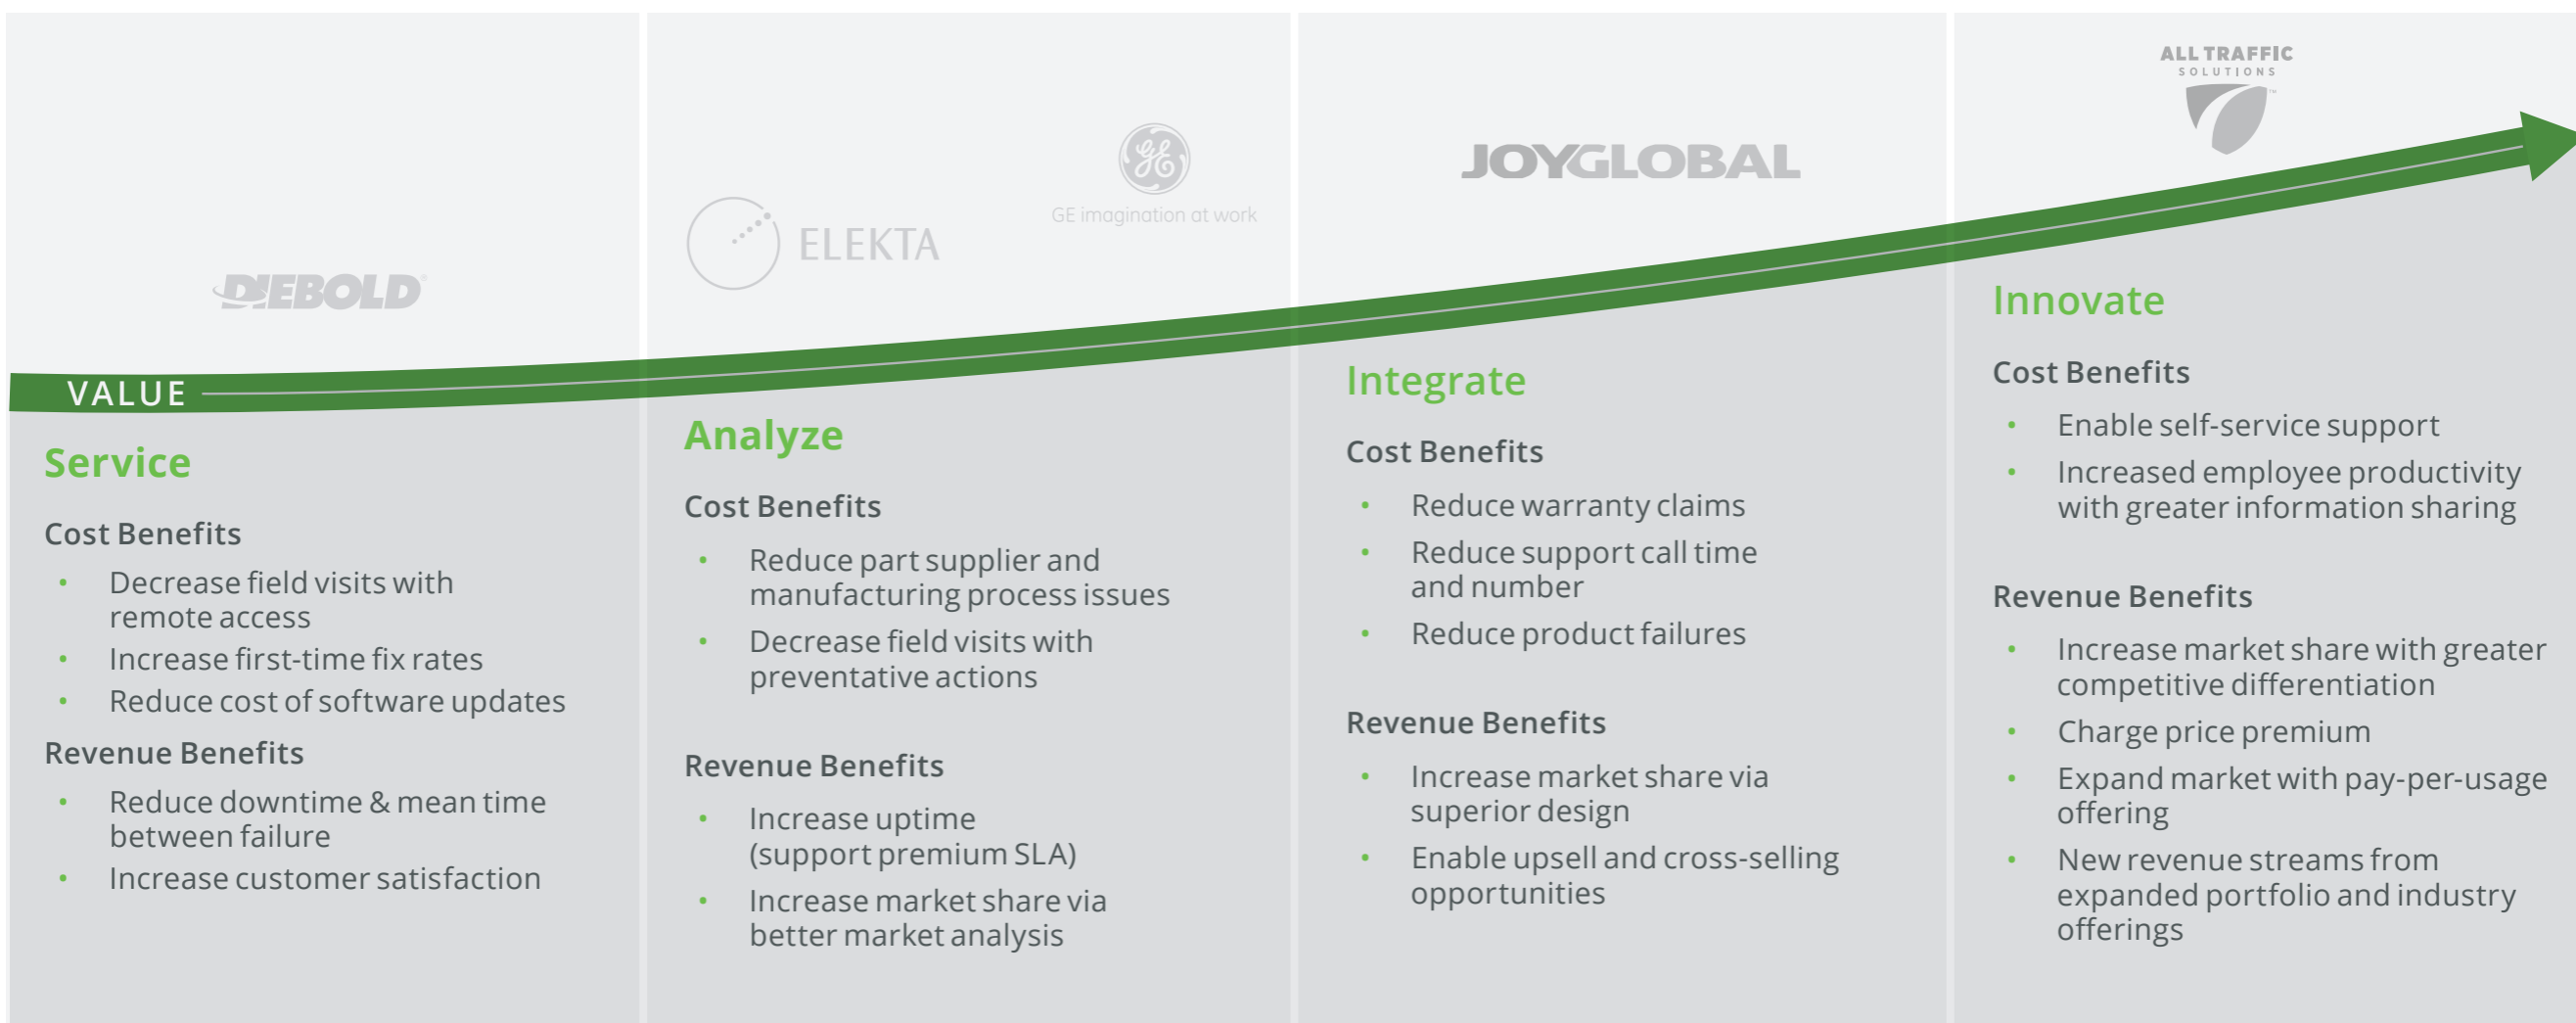 DIEBOLD®
VALUE
Service
Cost Benefits
• Decrease field visits with
remote access
• Increase first-time fix rates
• Reduce cost of software updates
Revenue Benefits
• Reduce downtime & mean time
between failure
• Increase customer satisfaction
ELEKTA
GE
GE imagination at work
Analyze
Cost Benefits
• Reduce part supplier and
manufacturing process issues
• Decrease field visits with
preventative actions
Revenue Benefits
• Increase uptime
(support premium SLA)
• Increase market share via
better market analysis
JOYGLOBAL
Integrate
Cost Benefits
• Reduce warranty claims
• Reduce support call time
and number
• Reduce product failures
Revenue Benefits
• Increase market share via
superior design
• Enable upsell and cross-selling
opportunities
ALL TRAFFIC
SOLUTIONS
™
Innovate
Cost Benefits
• Enable self-service support
• Increased employee productivity
with greater information sharing
Revenue Benefits
• Increase market share with greater
competitive differentiation
• Charge price premium
• Expand market with pay-per-usage
offering
• New revenue streams from
expanded portfolio and industry
offerings